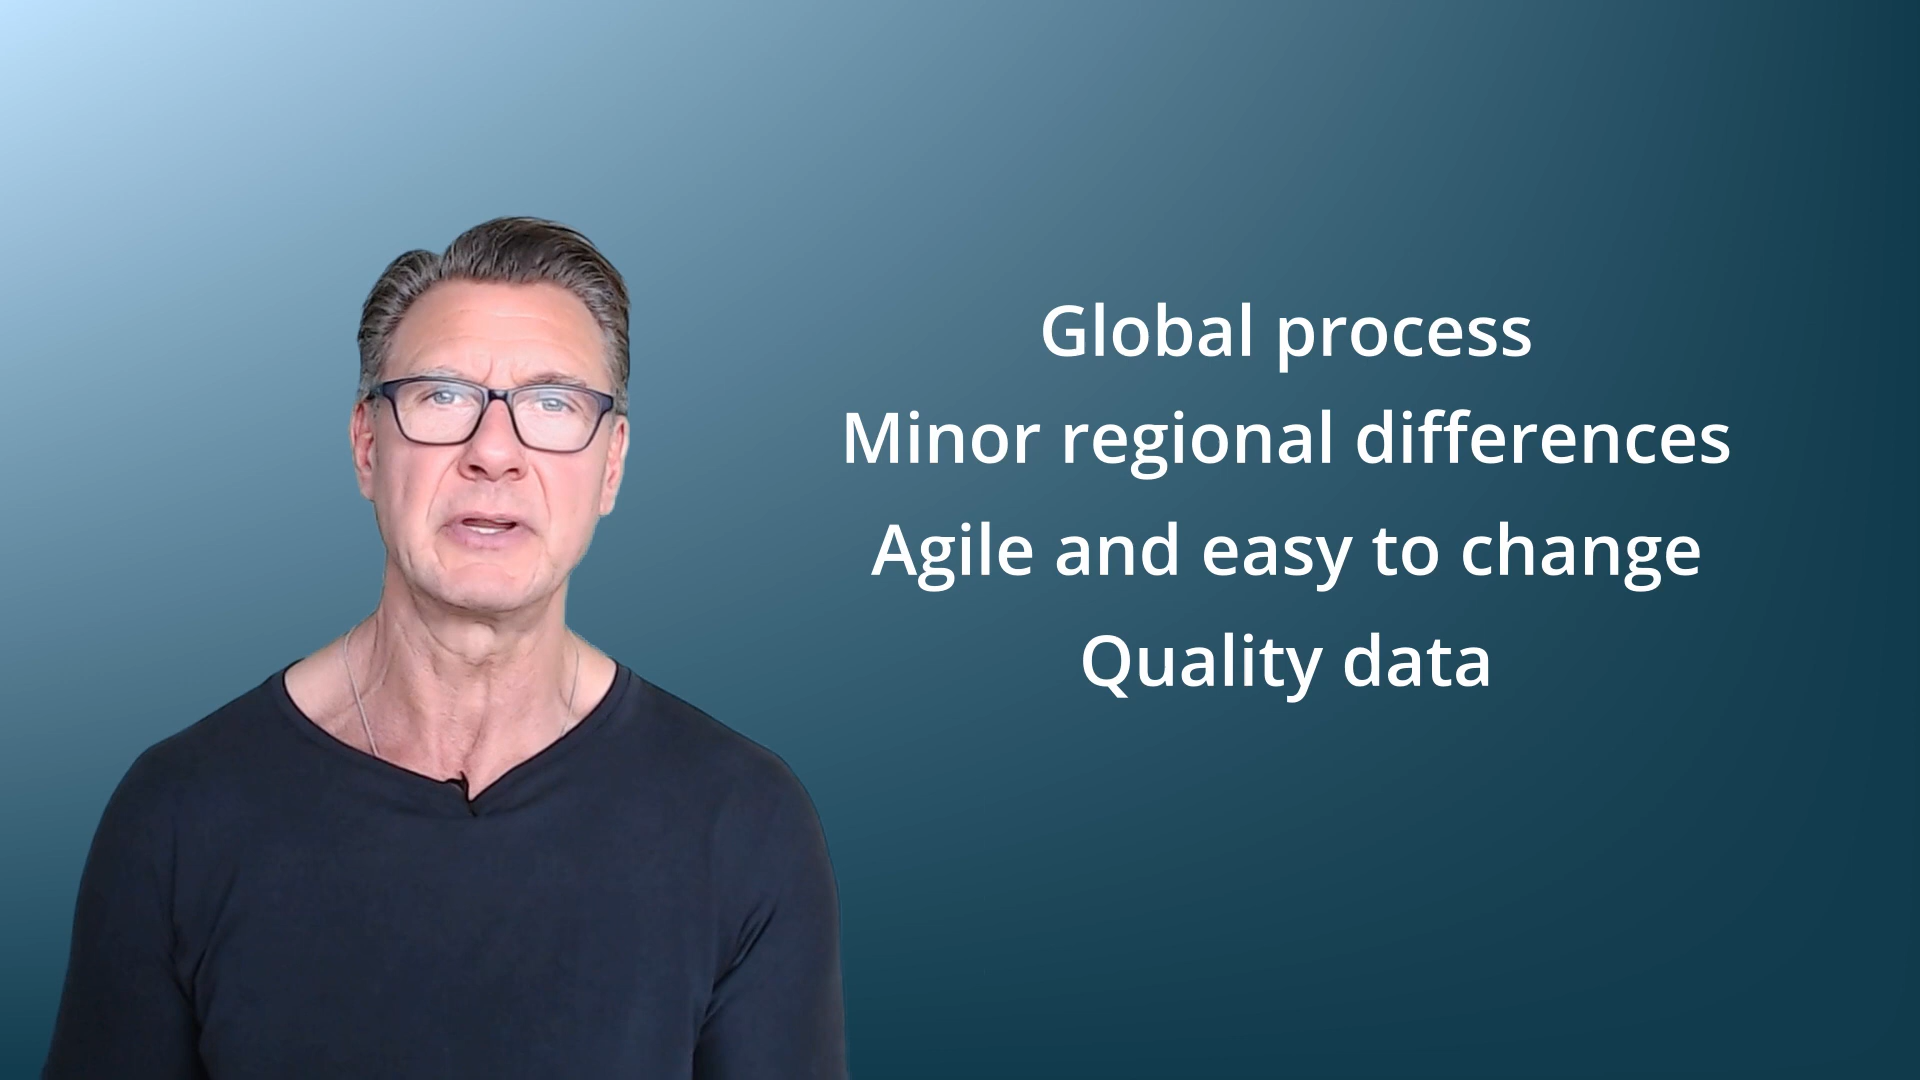 Global process
Minor regional differences
Agile and easy to change
Quality data